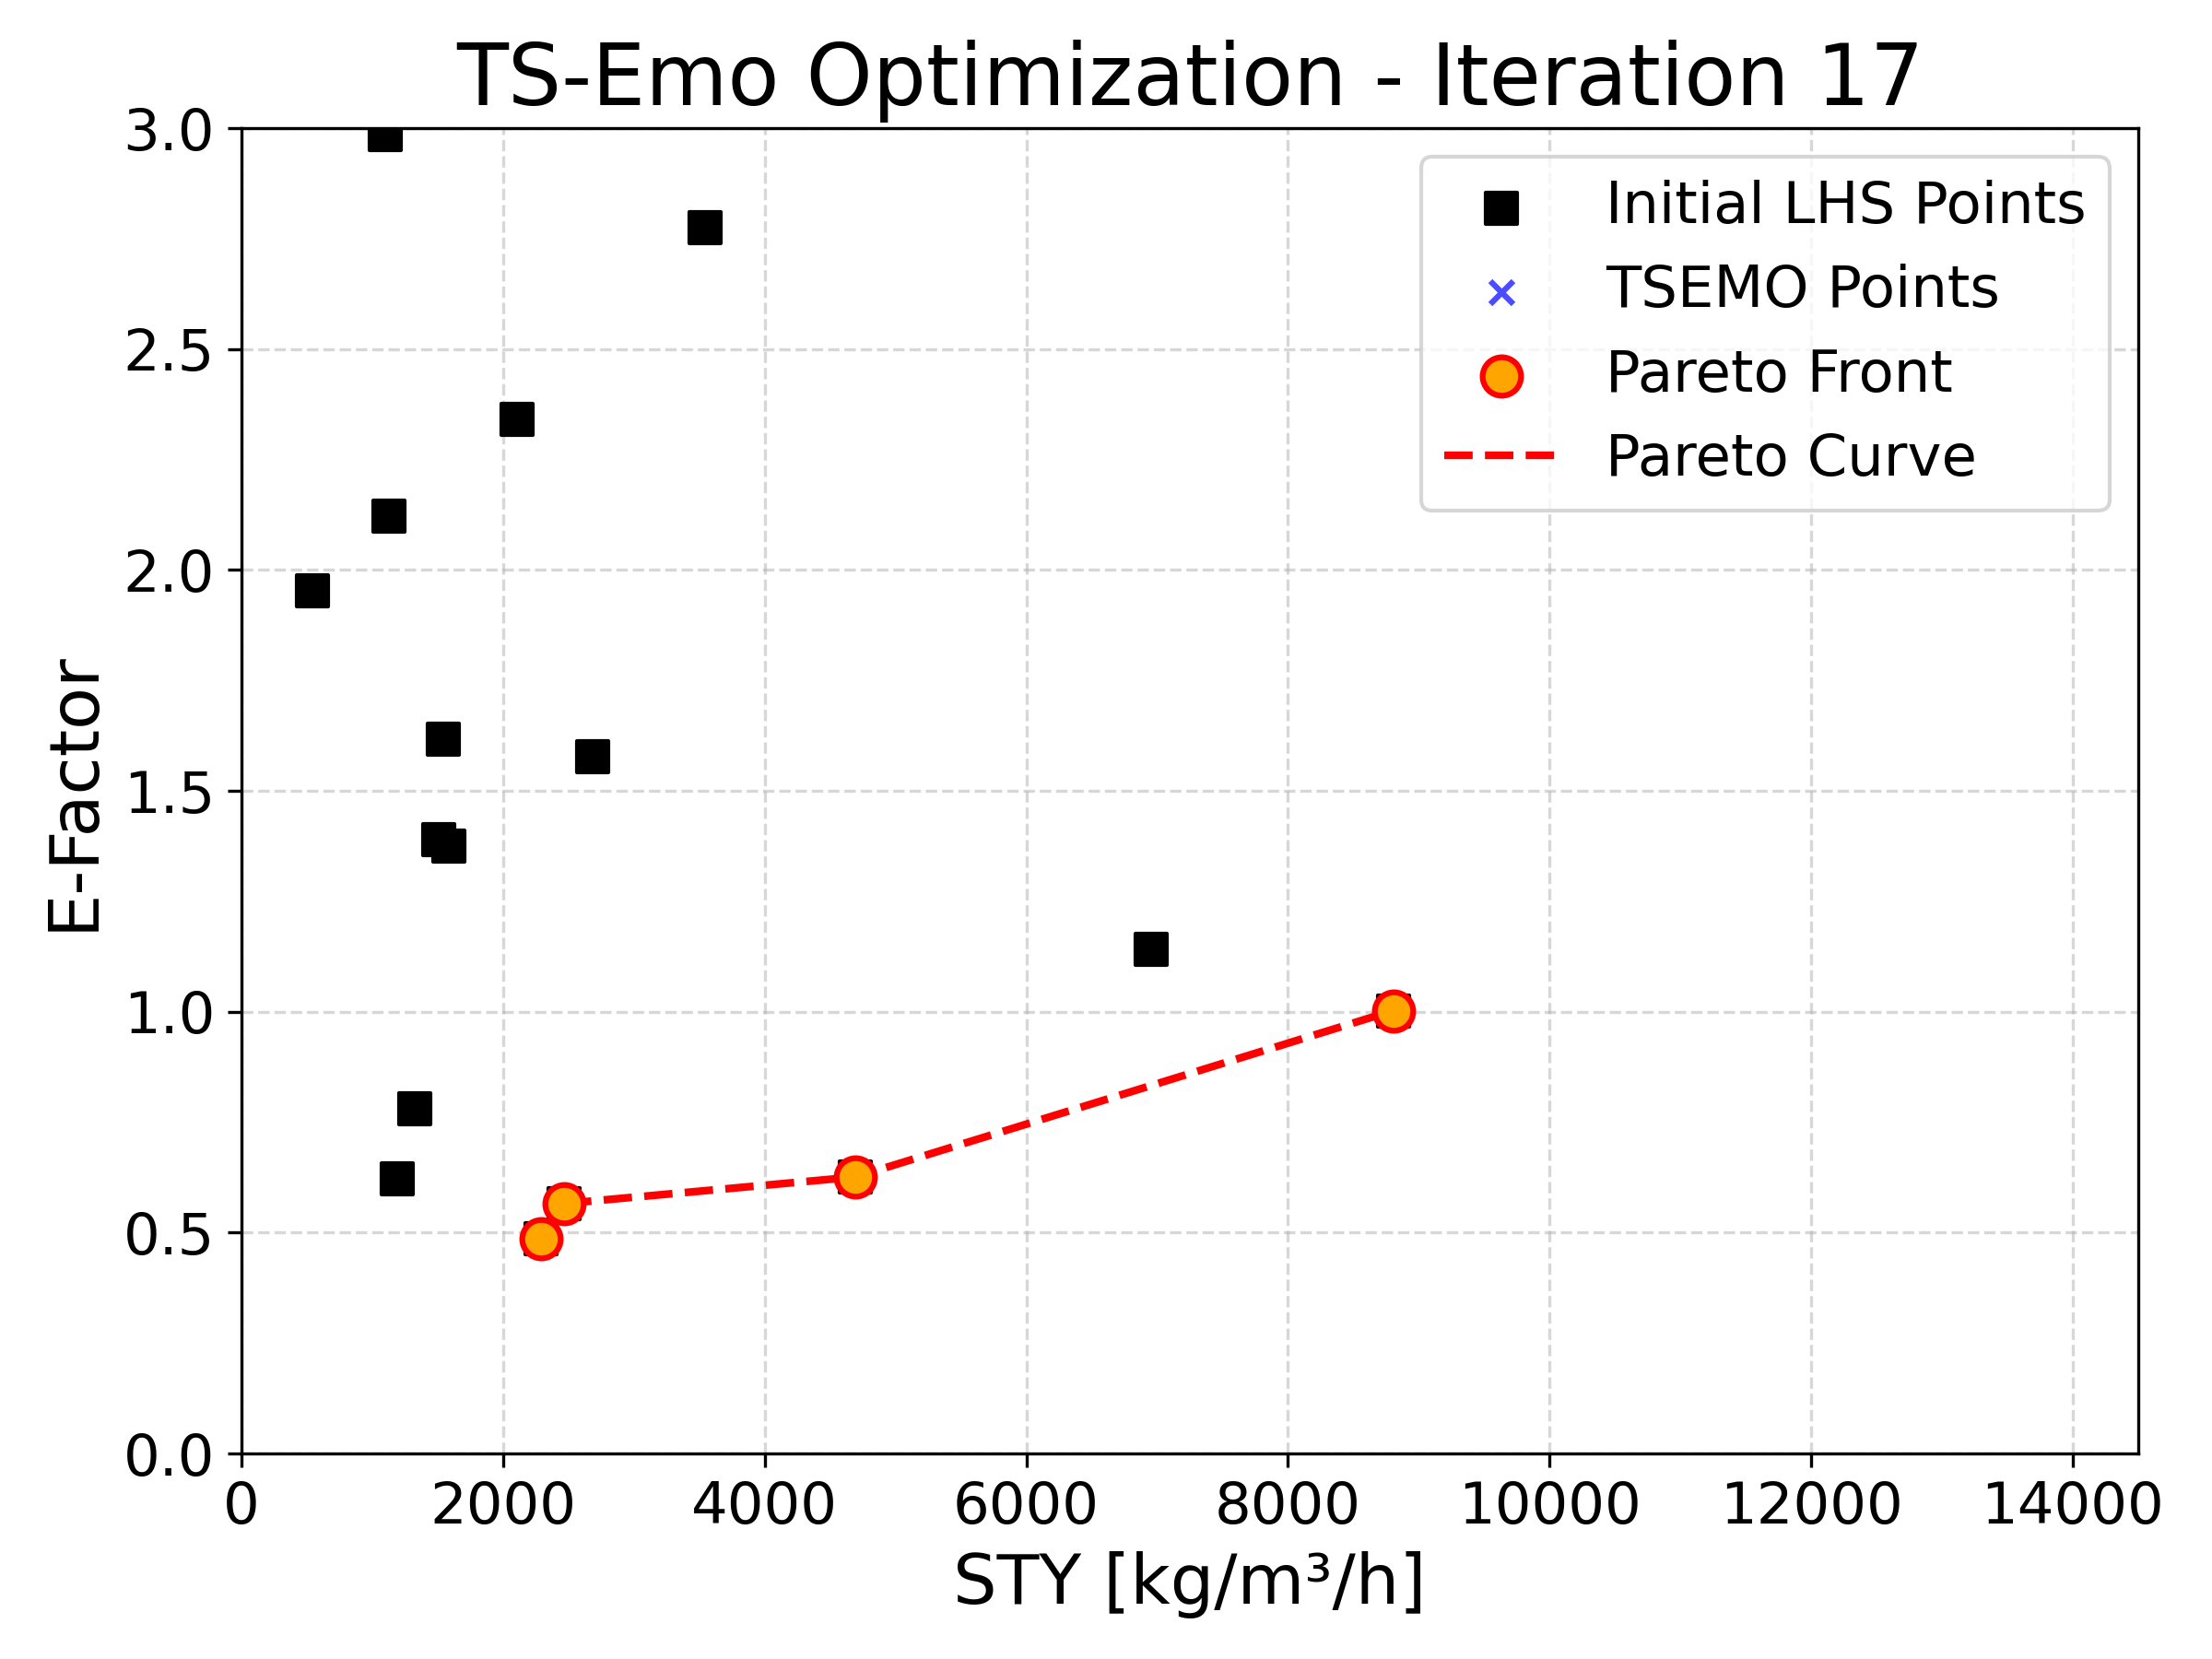 TS-Emo Optimization - Iteration 17
3.0
2.5
2.0
1.5
1.0
0.5
0.0
E-Factor
Initial LHS Points
TSEMO Points
Pareto Front
Pareto Curve
0 2000 4000 6000 8000 10000 12000 14000
STY [kg/m³/h]